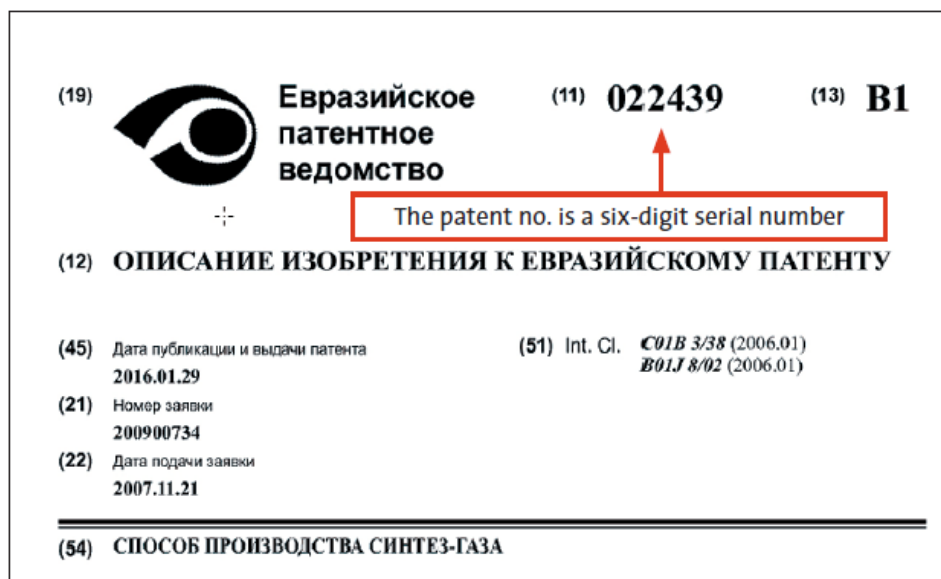 (19)
Евразийское
патентное
ведомство
(11) 022439
(13) B1
The patent no. is a six-digit serial number
(12) ОПИСАНИЕ ИЗОБРЕТЕНИЯ К ЕВРАЗИЙСКОМУ ПАТЕНТУ
(45) Дата публикации и выдачи патента
2016.01.29
(21) Номер заявки
200900734
(22) Дата подачи заявки
2007.11.21
(51) Int. Cl. C01B 3/38 (2006.01)
B01J 8/02 (2006.01)
(54) СПОСОБ ПРОИЗВОДСТВА СИНТЕЗ-ГАЗА